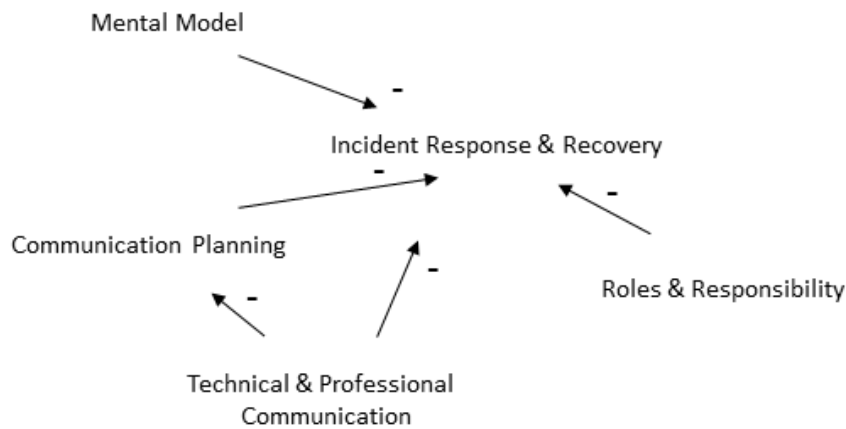 Mental Model
-
Incident Response & Recovery
-
-
Communication Planning
-
-
Roles & Responsibility
Technical & Professional
Communication